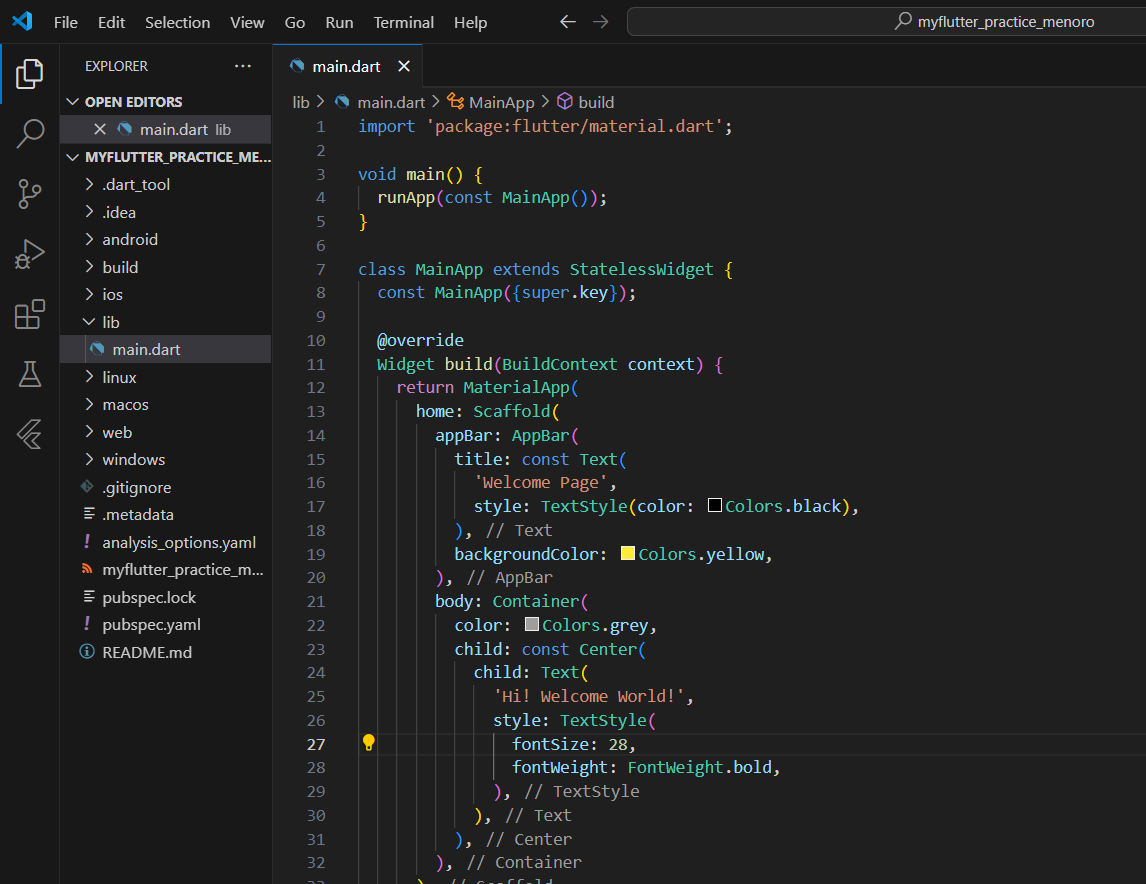 File Edit Selection View Go Run Terminal Help
myflutter_practice_menoro
EXPLORER
OPEN EDITORS
main.dart lib
MYFLUTTER_PRACTICE_ME...
.dart_tool
.idea
android
build
ios
lib
main.dart
linux
macos
web
windows
.gitignore
.metadata
analysis_options.yaml
myflutter_practice_m...
pubspec.lock
pubspec.yaml
README.md
main.dart
lib > main.dart > MainApp > build
1 import 'package:flutter/material.dart';
2
3 void main() {
4   runApp(const MainApp());
5 }
6
7 class MainApp extends StatelessWidget {
8   const MainApp({super.key});
9
10   @override
11   Widget build(BuildContext context) {
12     return MaterialApp(
13       home: Scaffold(
14         appBar: AppBar(
15           title: const Text(
16             'Welcome Page',
17             style: TextStyle(color: Colors.black),
18           ), // Text
19           backgroundColor: Colors.yellow,
20         ), // AppBar
21         body: Container(
22           color: Colors.grey,
23           child: const Center(
24             child: Text(
25               'Hi! Welcome World!',
26               style: TextStyle(
27                 fontSize: 28,
28                 fontWeight: FontWeight.bold,
29               ), // TextStyle
30             ), // Text
31           ), // Center
32         ), // Container
33       ), // Scaffold